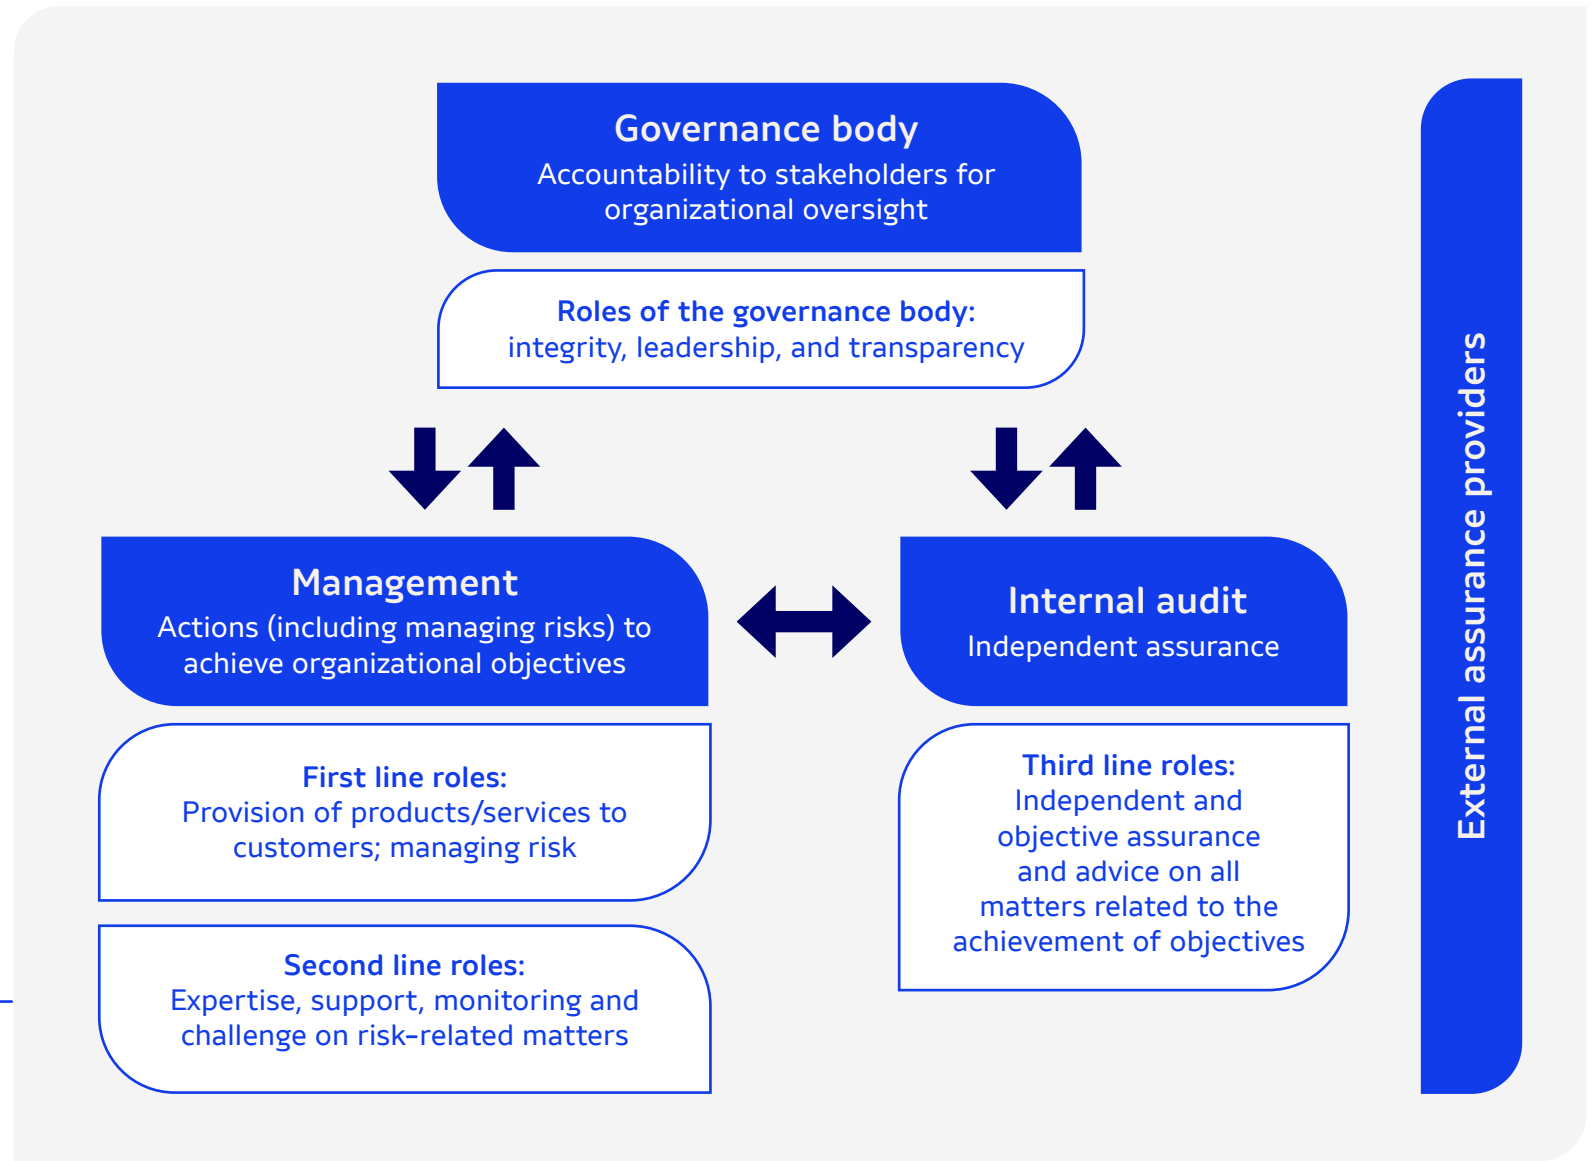 Governance body
Accountability to stakeholders for
organizational oversight
Roles of the governance body:
integrity, leadership, and transparency
Management
Actions (including managing risks) to
achieve organizational objectives
First line roles:
Provision of products/services to
customers; managing risk
Second line roles:
Expertise, support, monitoring and
challenge on risk-related matters
Internal audit
Independent assurance
Third line roles:
Independent and
objective assurance
and advice on all
matters related to the
achievement of objectives
External assurance providers